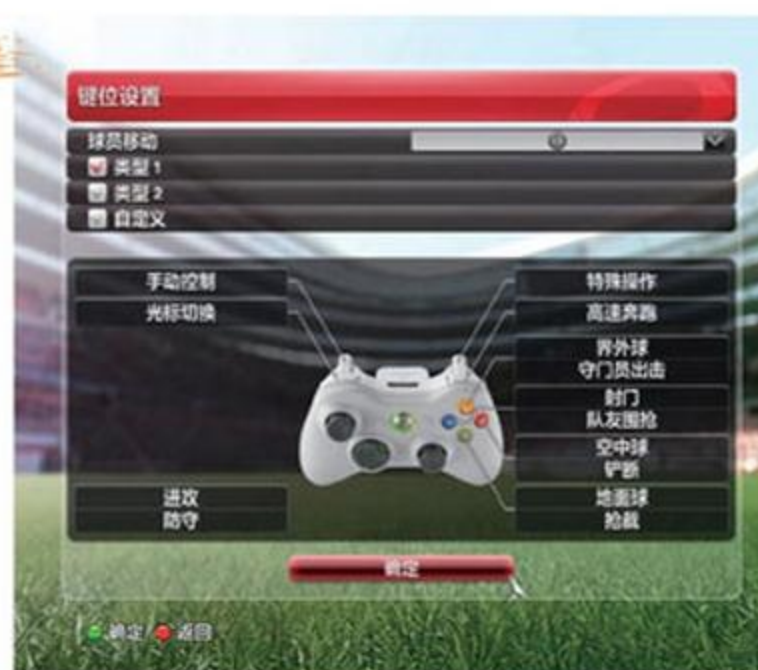 键位设置
球员移动
类型 1
类型 2
自定义
手动控制
光标切换
进攻
防守
特殊操作
高速奔跑
界外球
守门员出击
射门
队友围抢
空中球
铲断
地面球
抢截
确定
确定 返回